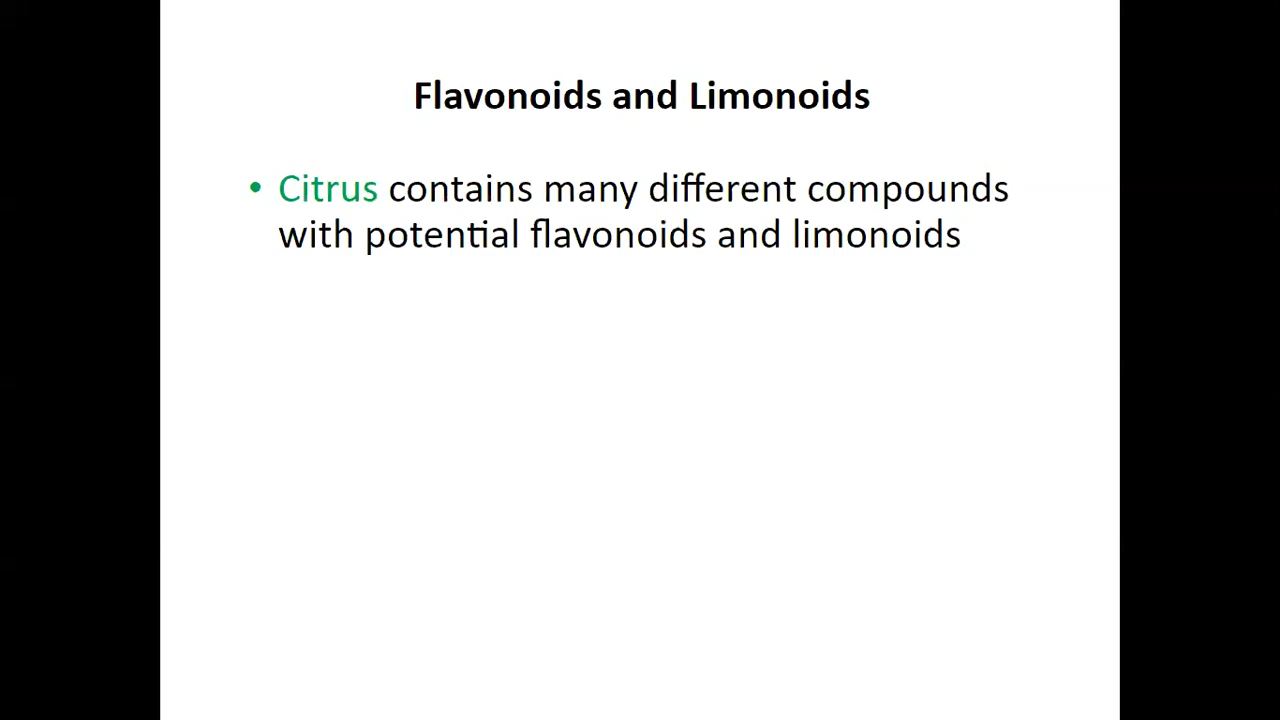 Flavonoids and Limonoids
• Citrus contains many different compounds
with potential flavonoids and limonoids